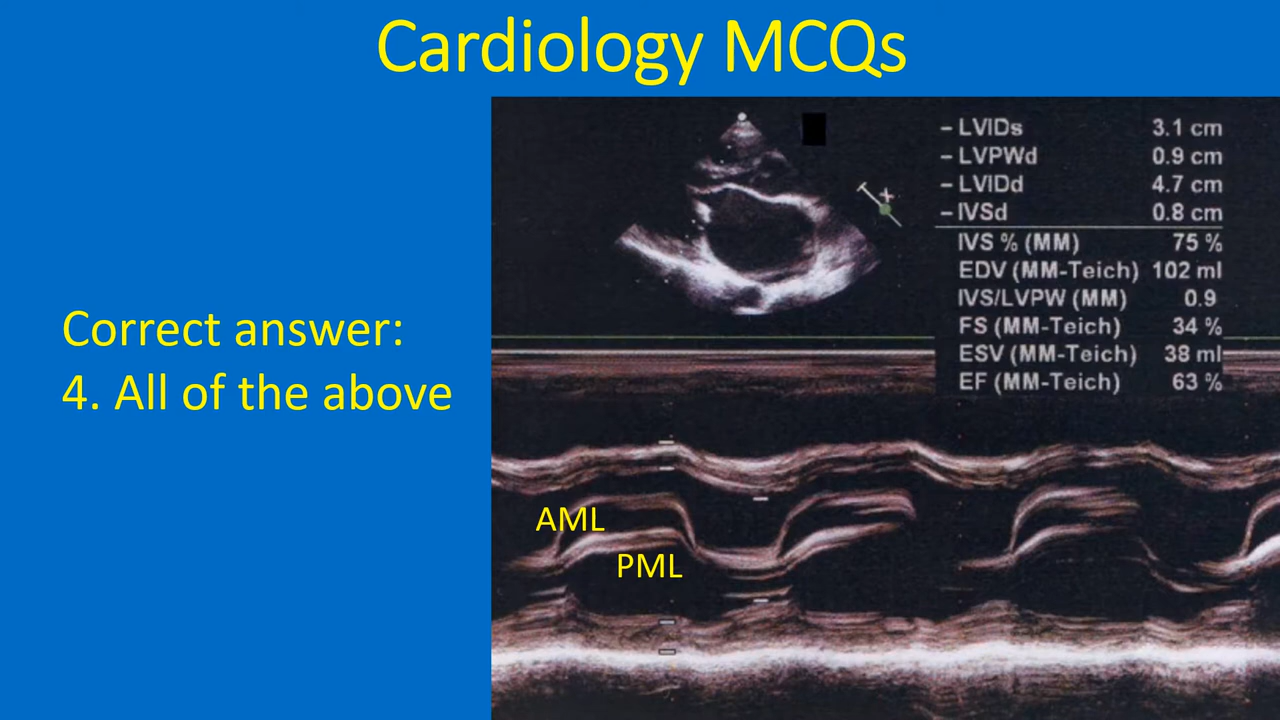 Cardiology MCQs
Correct answer:
4. All of the above
– LVIDs 3.1 cm
– LVPWd 0.9 cm
– LVIDd 4.7 cm
– IVSd 0.8 cm
IVS % (MM) 75 %
EDV (MM-Teich) 102 ml
IVS/LVPW (MM) 0.9
FS (MM-Teich) 34 %
ESV (MM-Teich) 38 ml
EF (MM-Teich) 63 %
AML
PML